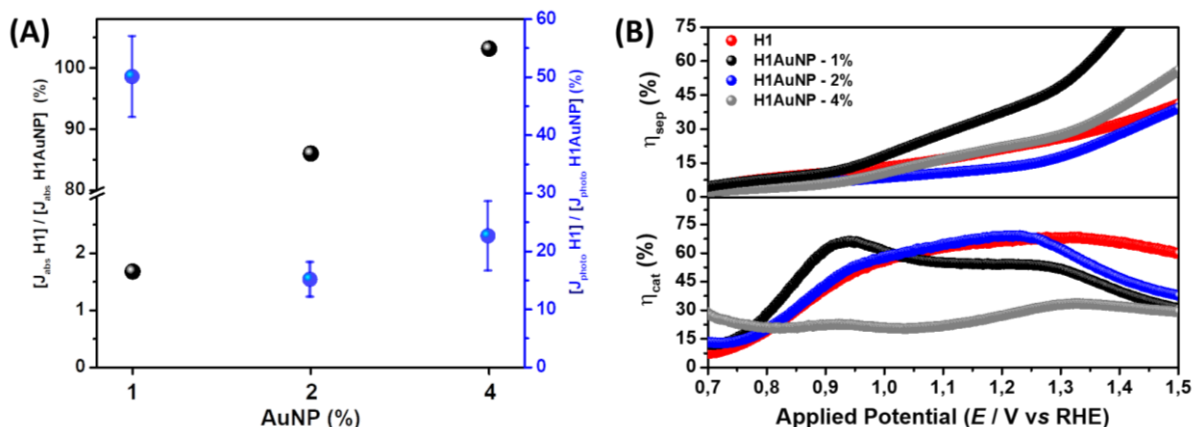 (A)
[J_abs H1] / [J_abs H1AuNP] (%)
100
90
80
2
1
0
1
2
4
AuNP (%)
60
50
40
30
20
10
0
[J_photo H1] / [J_photo H1AuNP] (%)
(B)
H1
H1AuNP - 1%
H1AuNP - 2%
H1AuNP - 4%
η_sep (%)
75
60
45
30
15
0
η_cat (%)
75
60
45
30
15
0
0,7 0,8 0,9 1,0 1,1 1,2 1,3 1,4 1,5
Applied Potential (E / V vs RHE)